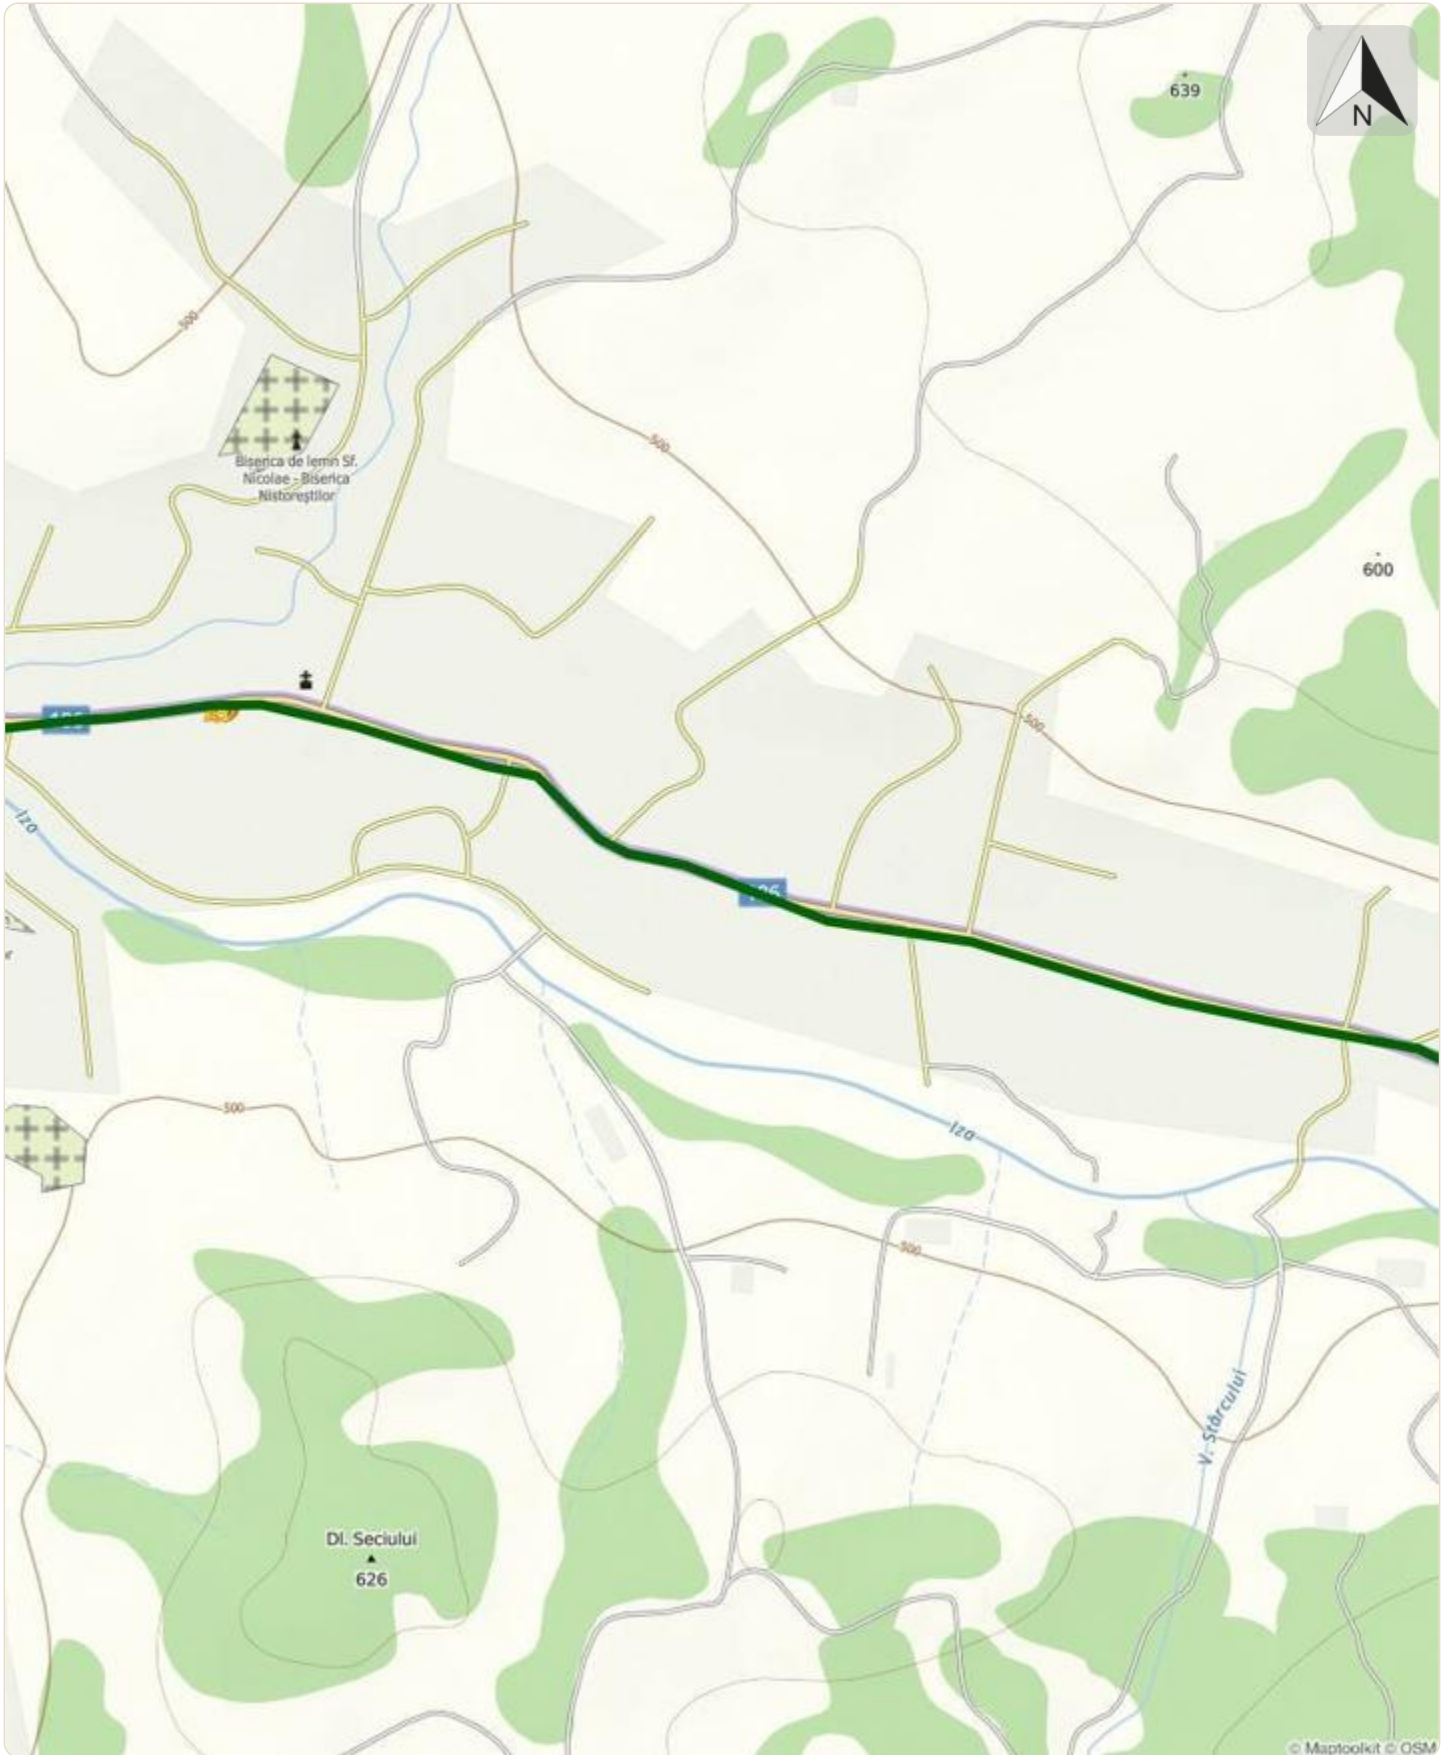 639
N
500
500
Biserica de lemn Sf.
Nicolae - Biserica
Nistoreștilor
600
500
Iza
Iza
500
500
V. Stârcului
Dl. Seciului
626
© Maptoolkit © OSM